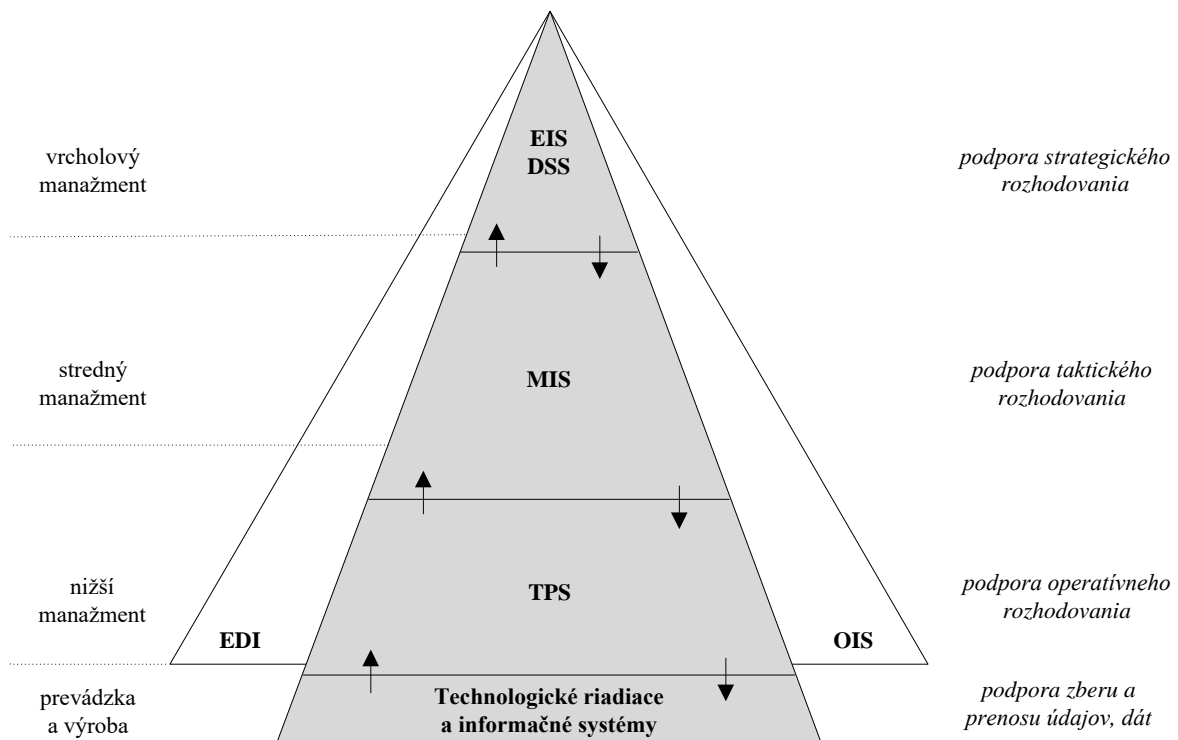 EIS
DSS
vrcholový
manažment
podpora strategického
rozhodovania
stredný
manažment
MIS
podpora taktického
rozhodovania
nižší
manažment
TPS
podpora operatívneho
rozhodovania
EDI
OIS
prevádzka
a výroba
Technologické riadiace
a informačné systémy
podpora zberu a
prenosu údajov, dát